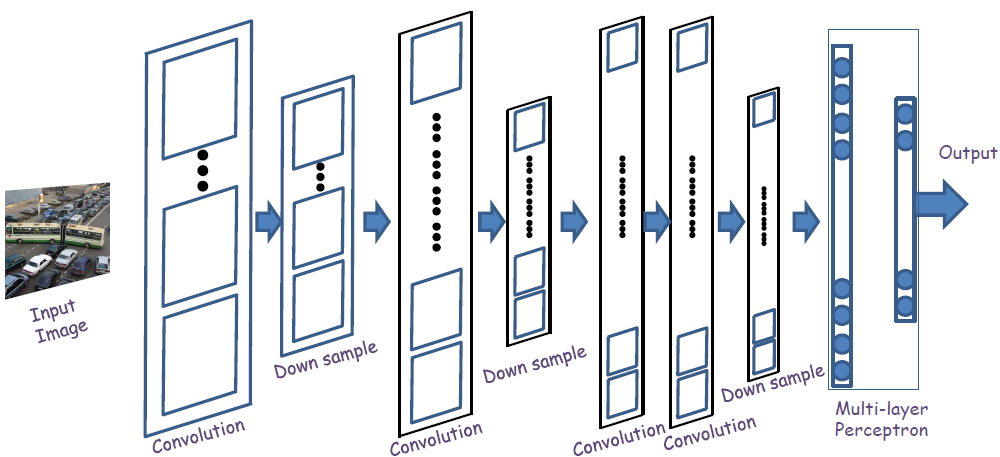 Input
Image
Convolution
Down sample
Convolution
Down sample
Convolution
Convolution
Down sample
Multi-layer
Perceptron
Output